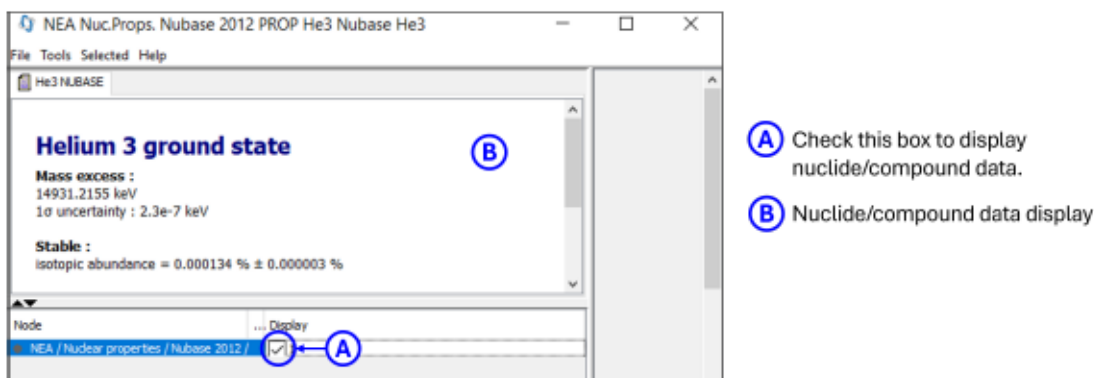 NEA Nuc.Props. Nubase 2012 PROP He3 Nubase He3
File Tools Selected Help
He3 NUBASE
Helium 3 ground state
B
Mass excess :
14931.2155 keV
1σ uncertainty : 2.3e-7 keV
Stable :
isotopic abundance = 0.000134 % ± 0.000003 %
Node ... Display
NEA / Nuclear properties / Nubase 2012 /
A
A Check this box to display
nuclide/compound data.
B Nuclide/compound data display